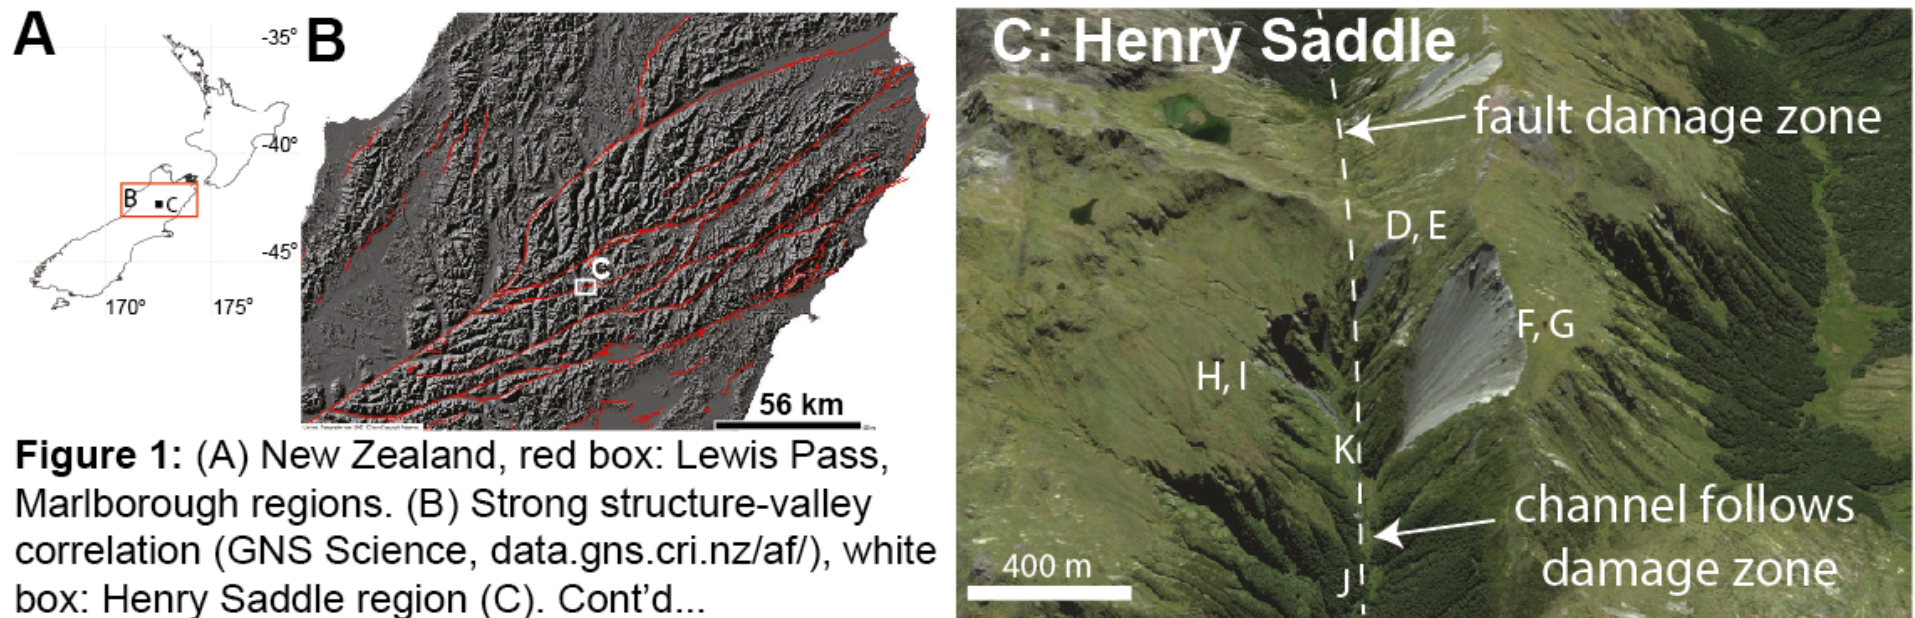 A
-35°
-40°
-45°
170°
175°
B
C
B
C
56 km
Figure 1: (A) New Zealand, red box: Lewis Pass,
Marlborough regions. (B) Strong structure-valley
correlation (GNS Science, data.gns.cri.nz/af/), white
box: Henry Saddle region (C). Cont'd...
C: Henry Saddle
fault damage zone
D, E
F, G
H, I
K
channel follows
damage zone
J
400 m